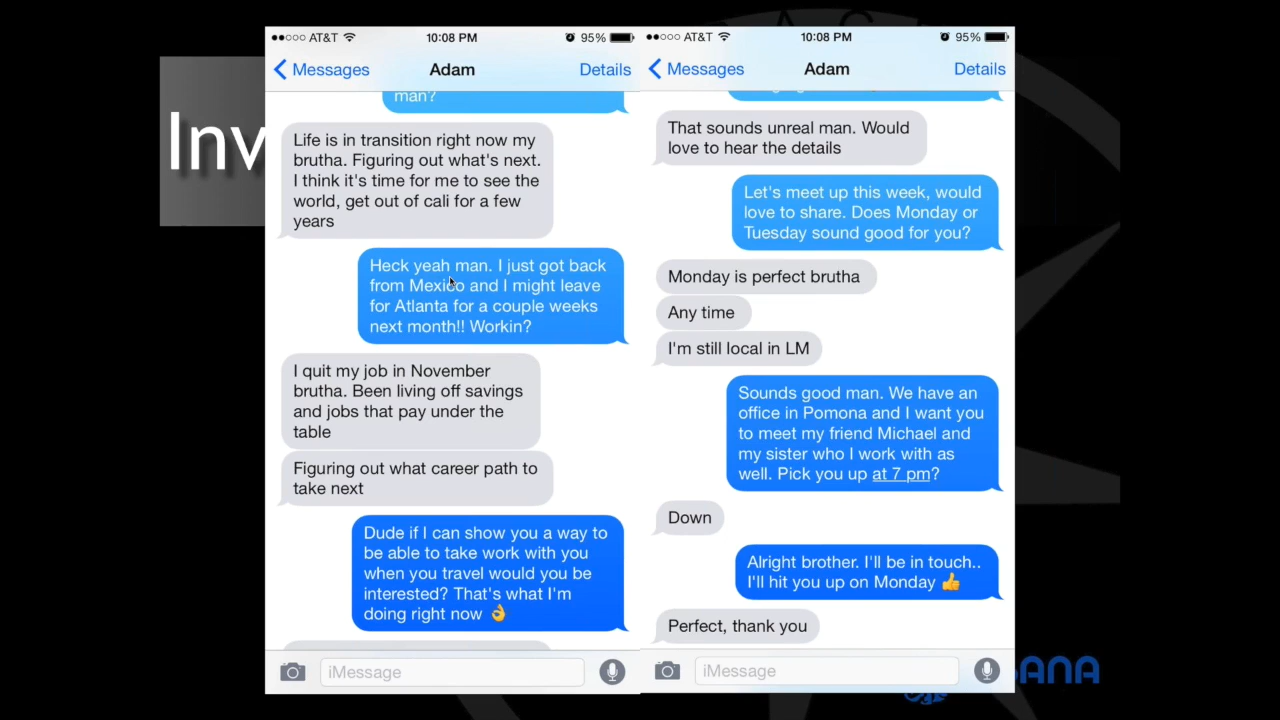 Inv
AT&T 10:08 PM 95%
Messages Adam Details
man?
Life is in transition right now my
brutha. Figuring out what's next.
I think it's time for me to see the
world, get out of cali for a few
years
Heck yeah man. I just got back
from Mexico and I might leave
for Atlanta for a couple weeks
next month!! Workin?
I quit my job in November
brutha. Been living off savings
and jobs that pay under the
table
Figuring out what career path to
take next
Dude if I can show you a way to
be able to take work with you
when you travel would you be
interested? That's what I'm
doing right now 👌
iMessage
AT&T 10:08 PM 95%
Messages Adam Details
That sounds unreal man. Would
love to hear the details
Let's meet up this week, would
love to share. Does Monday or
Tuesday sound good for you?
Monday is perfect brutha
Any time
I'm still local in LM
Sounds good man. We have an
office in Pomona and I want you
to meet my friend Michael and
my sister who I work with as
well. Pick you up at 7 pm?
Down
Alright brother. I'll be in touch..
I'll hit you up on Monday 👍
Perfect, thank you
iMessage
ANA